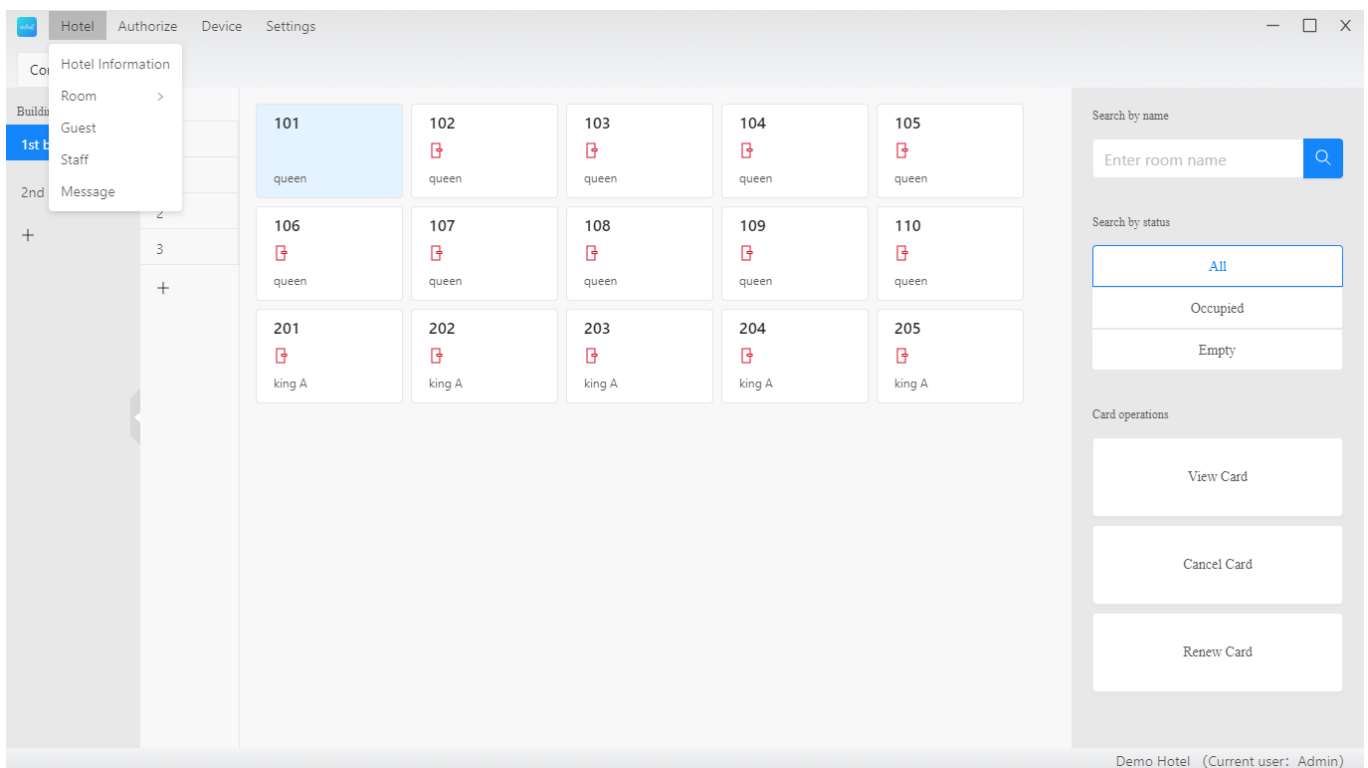 Hotel Authorize Device Settings
Hotel Information
Room
Guest
Staff
Message
1st
2nd
2
3
101
queen
102
queen
103
queen
104
queen
105
queen
106
queen
107
queen
108
queen
109
queen
110
queen
201
king A
202
king A
203
king A
204
king A
205
king A
Search by name
Enter room name
Search by status
All
Occupied
Empty
Card operations
View Card
Cancel Card
Renew Card
Demo Hotel (Current user: Admin)